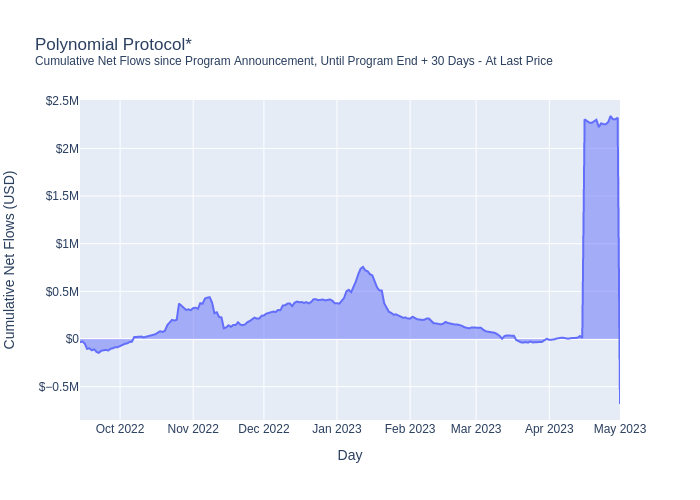 Polynomial Protocol*
Cumulative Net Flows since Program Announcement, Until Program End + 30 Days - At Last Price
Cumulative Net Flows (USD)
$2.5M
$2M
$1.5M
$1M
$0.5M
$0
$−0.5M
Oct 2022 Nov 2022 Dec 2022 Jan 2023 Feb 2023 Mar 2023 Apr 2023 May 2023
Day